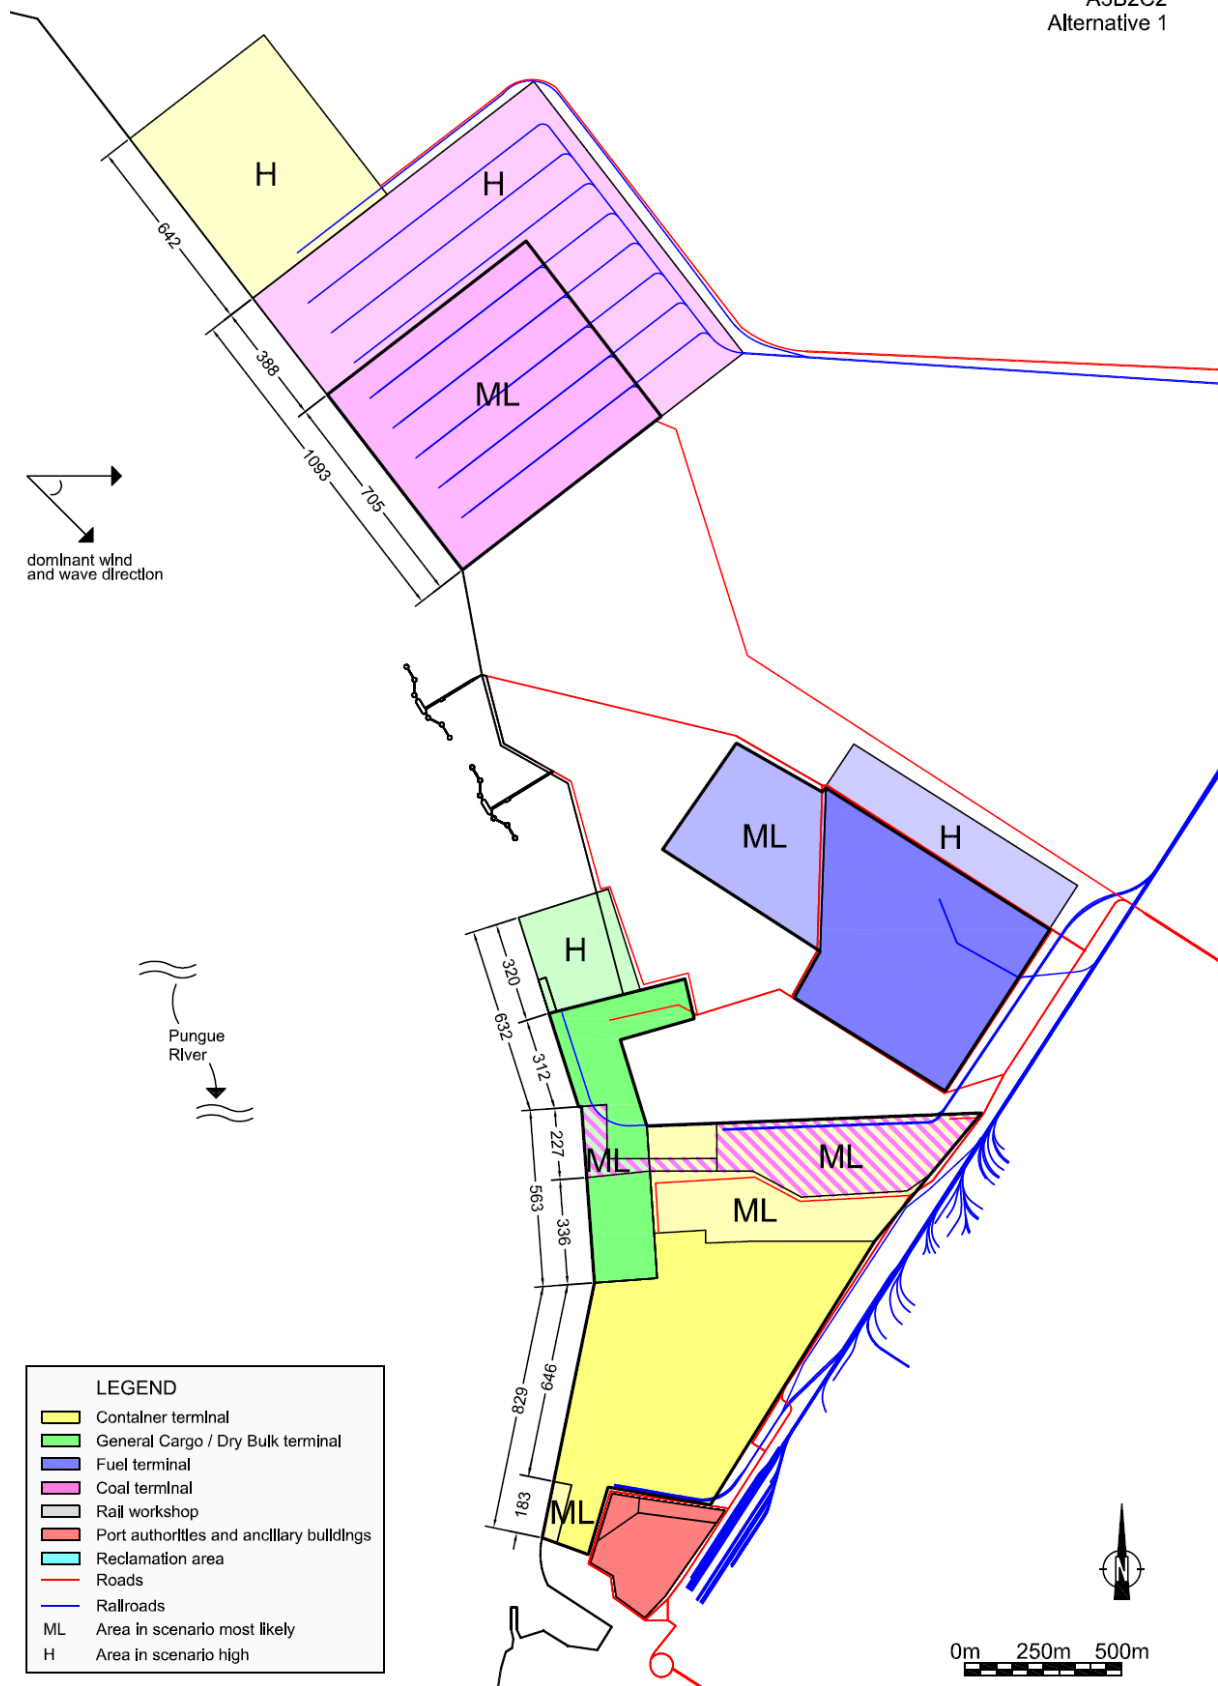 A3B2C2
Alternative 1
H
H
642
388
ML
1093
705
dominant wind
and wave direction
ML
H
H
320
632
Pungue
River
312
227
ML
ML
563
336
ML
646
829
183
ML
LEGEND
Container terminal
General Cargo / Dry Bulk terminal
Fuel terminal
Coal terminal
Rail workshop
Port authorities and ancillary buildings
Reclamation area
Roads
Railroads
ML Area in scenario most likely
H Area in scenario high
N
0m 250m 500m